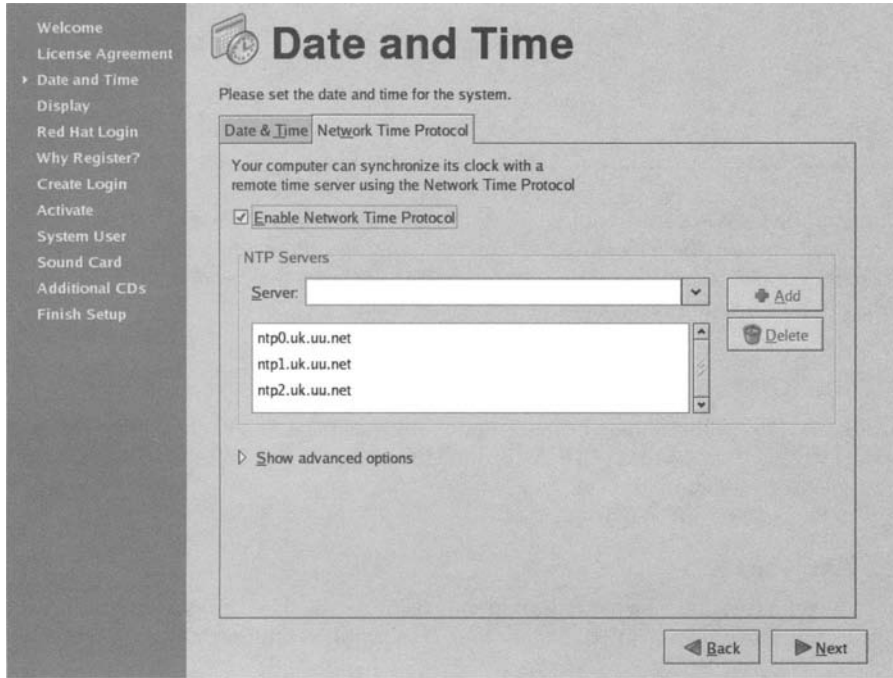 Welcome
License Agreement
Date and Time
Display
Red Hat Login
Why Register?
Create Login
Activate
System User
Sound Card
Additional CDs
Finish Setup
Date and Time
Please set the date and time for the system.
Date & Time Network Time Protocol
Your computer can synchronize its clock with a
remote time server using the Network Time Protocol
Enable Network Time Protocol
NTP Servers
Server:
Add
ntp0.uk.uu.net
ntp1.uk.uu.net
ntp2.uk.uu.net
Delete
Show advanced options
Back
Next